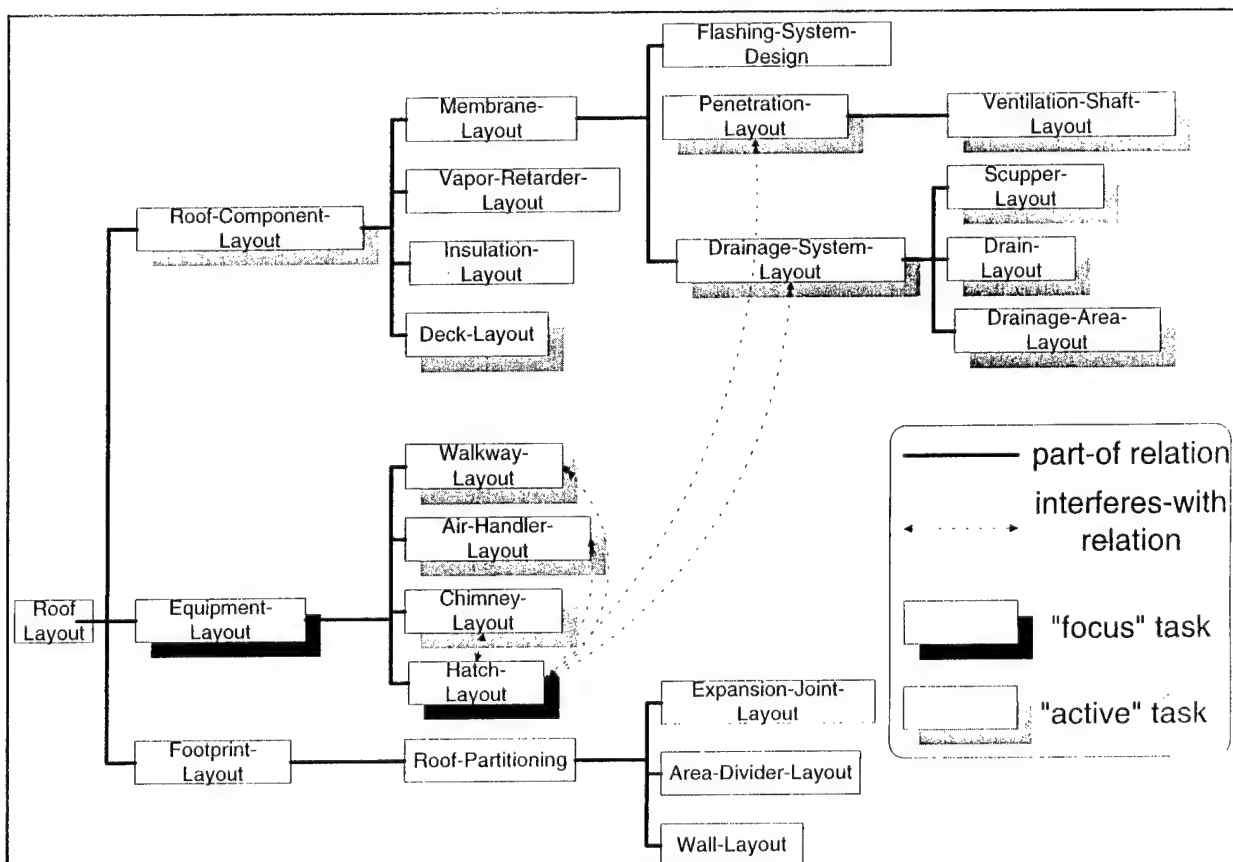 Flashing-System-
Design
Membrane-
Layout
Penetration-
Layout
Ventilation-Shaft-
Layout
Vapor-Retarder-
Layout
Scupper-
Layout
Roof-Component-
Layout
Insulation-
Layout
Drainage-System-
Layout
Drain-
Layout
Deck-Layout
Drainage-Area-
Layout
Walkway-
Layout
Air-Handler-
Layout
Chimney-
Layout
Roof
Layout
Equipment-
Layout
Hatch-
Layout
Footprint-
Layout
Roof-Partitioning
Expansion-Joint-
Layout
Area-Divider-Layout
Wall-Layout
part-of relation
interferes-with
relation
"focus" task
"active" task